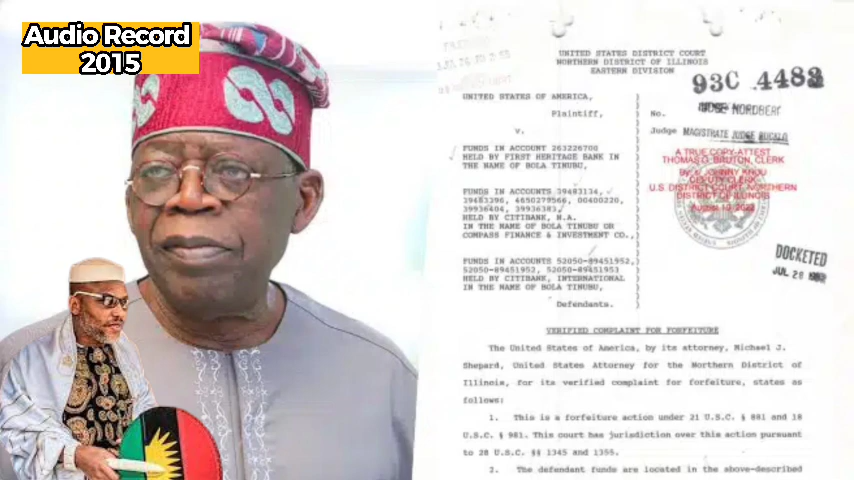 Audio Record
2015
UNITED STATES DISTRICT COURT
NORTHERN DISTRICT OF ILLINOIS
EASTERN DIVISION
93C 4483
UNITED STATES OF AMERICA,
Plaintiff,
v.
No.
Judge MAGISTRATE JUDGE
FUNDS IN ACCOUNT 263226700
HELD BY FIRST HERITAGE BANK IN
THE NAME OF BOLA TINUBU,
A TRUE COPY-ATTEST
THOMAS G. BRUTON, CLERK
DEPUTY CLERK
U.S. DISTRICT COURT, NORTHERN
DISTRICT OF ILLINOIS
August 10, 2022
FUNDS IN ACCOUNTS 39483134,
39483396, 4650279566, 00400220,
39936404, 39936383,
HELD BY CITIBANK, N.A.
IN THE NAME OF BOLA TINUBU OR
COMPASS FINANCE & INVESTMENT CO.,
FUNDS IN ACCOUNTS 52050-89451952,
52050-89451952, 52050-89451953
HELD BY CITIBANK, INTERNATIONAL
IN THE NAME OF BOLA TINUBU,
Defendants.
DOCKETED
JUL 28
VERIFIED COMPLAINT FOR FORFEITURE
The United States of America, by its attorney, Michael J.
Shepard, United States Attorney for the Northern District of
Illinois, for its verified complaint for forfeiture, states as
follows:
1. This is a forfeiture action under 21 U.S.C. § 881 and 18
U.S.C. § 981. This court has jurisdiction over this action pursuant
to 28 U.S.C. §§ 1345 and 1355.
2. The defendant funds are located in the above-described